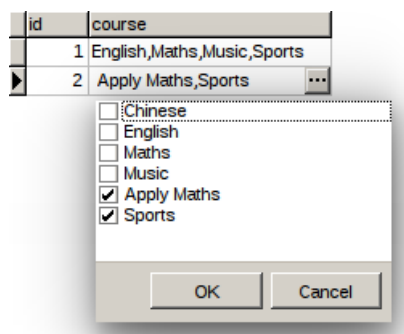 id course
1 English,Maths,Music,Sports
2 Apply Maths,Sports ...
Chinese
English
Maths
Music
Apply Maths
Sports
OK Cancel